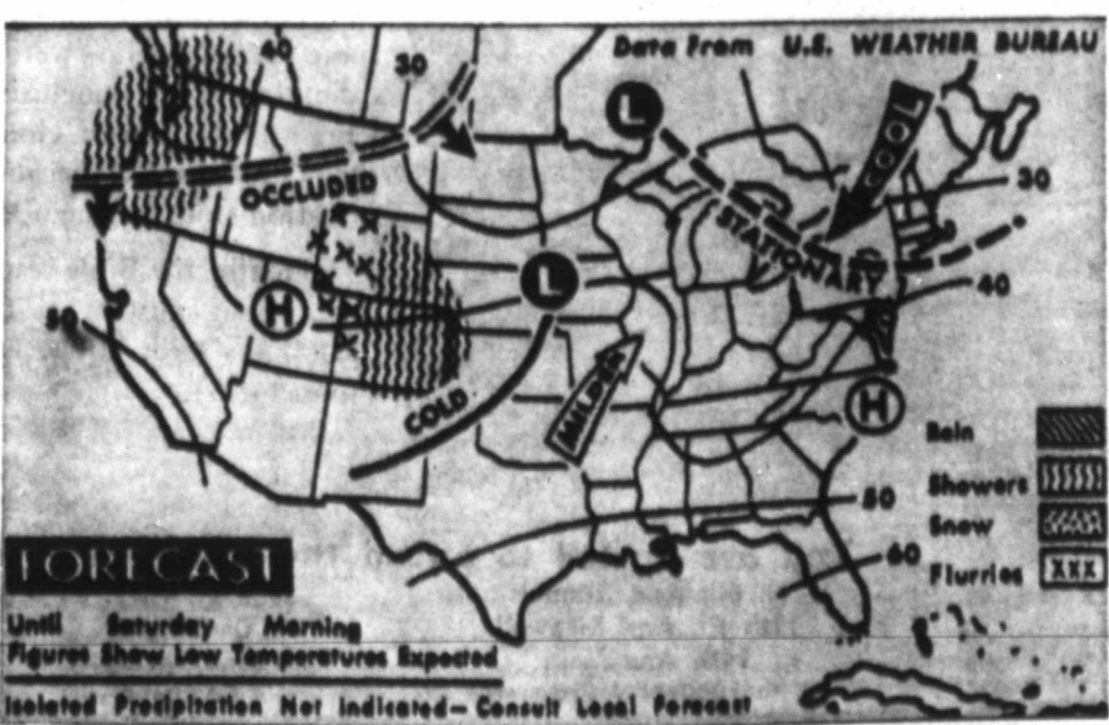 Data From U.S. WEATHER BUREAU
40
30
L
COOL
30
OCCLUDED
STATIONARY
L
40
H
50
MILDER
COLD
H
Rain
Showers
50
Snow
60
Flurries
XXX
FORECAST
Until Saturday Morning
Figures Show Low Temperatures Expected
Isolated Precipitation Not Indicated— Consult Local Forecast